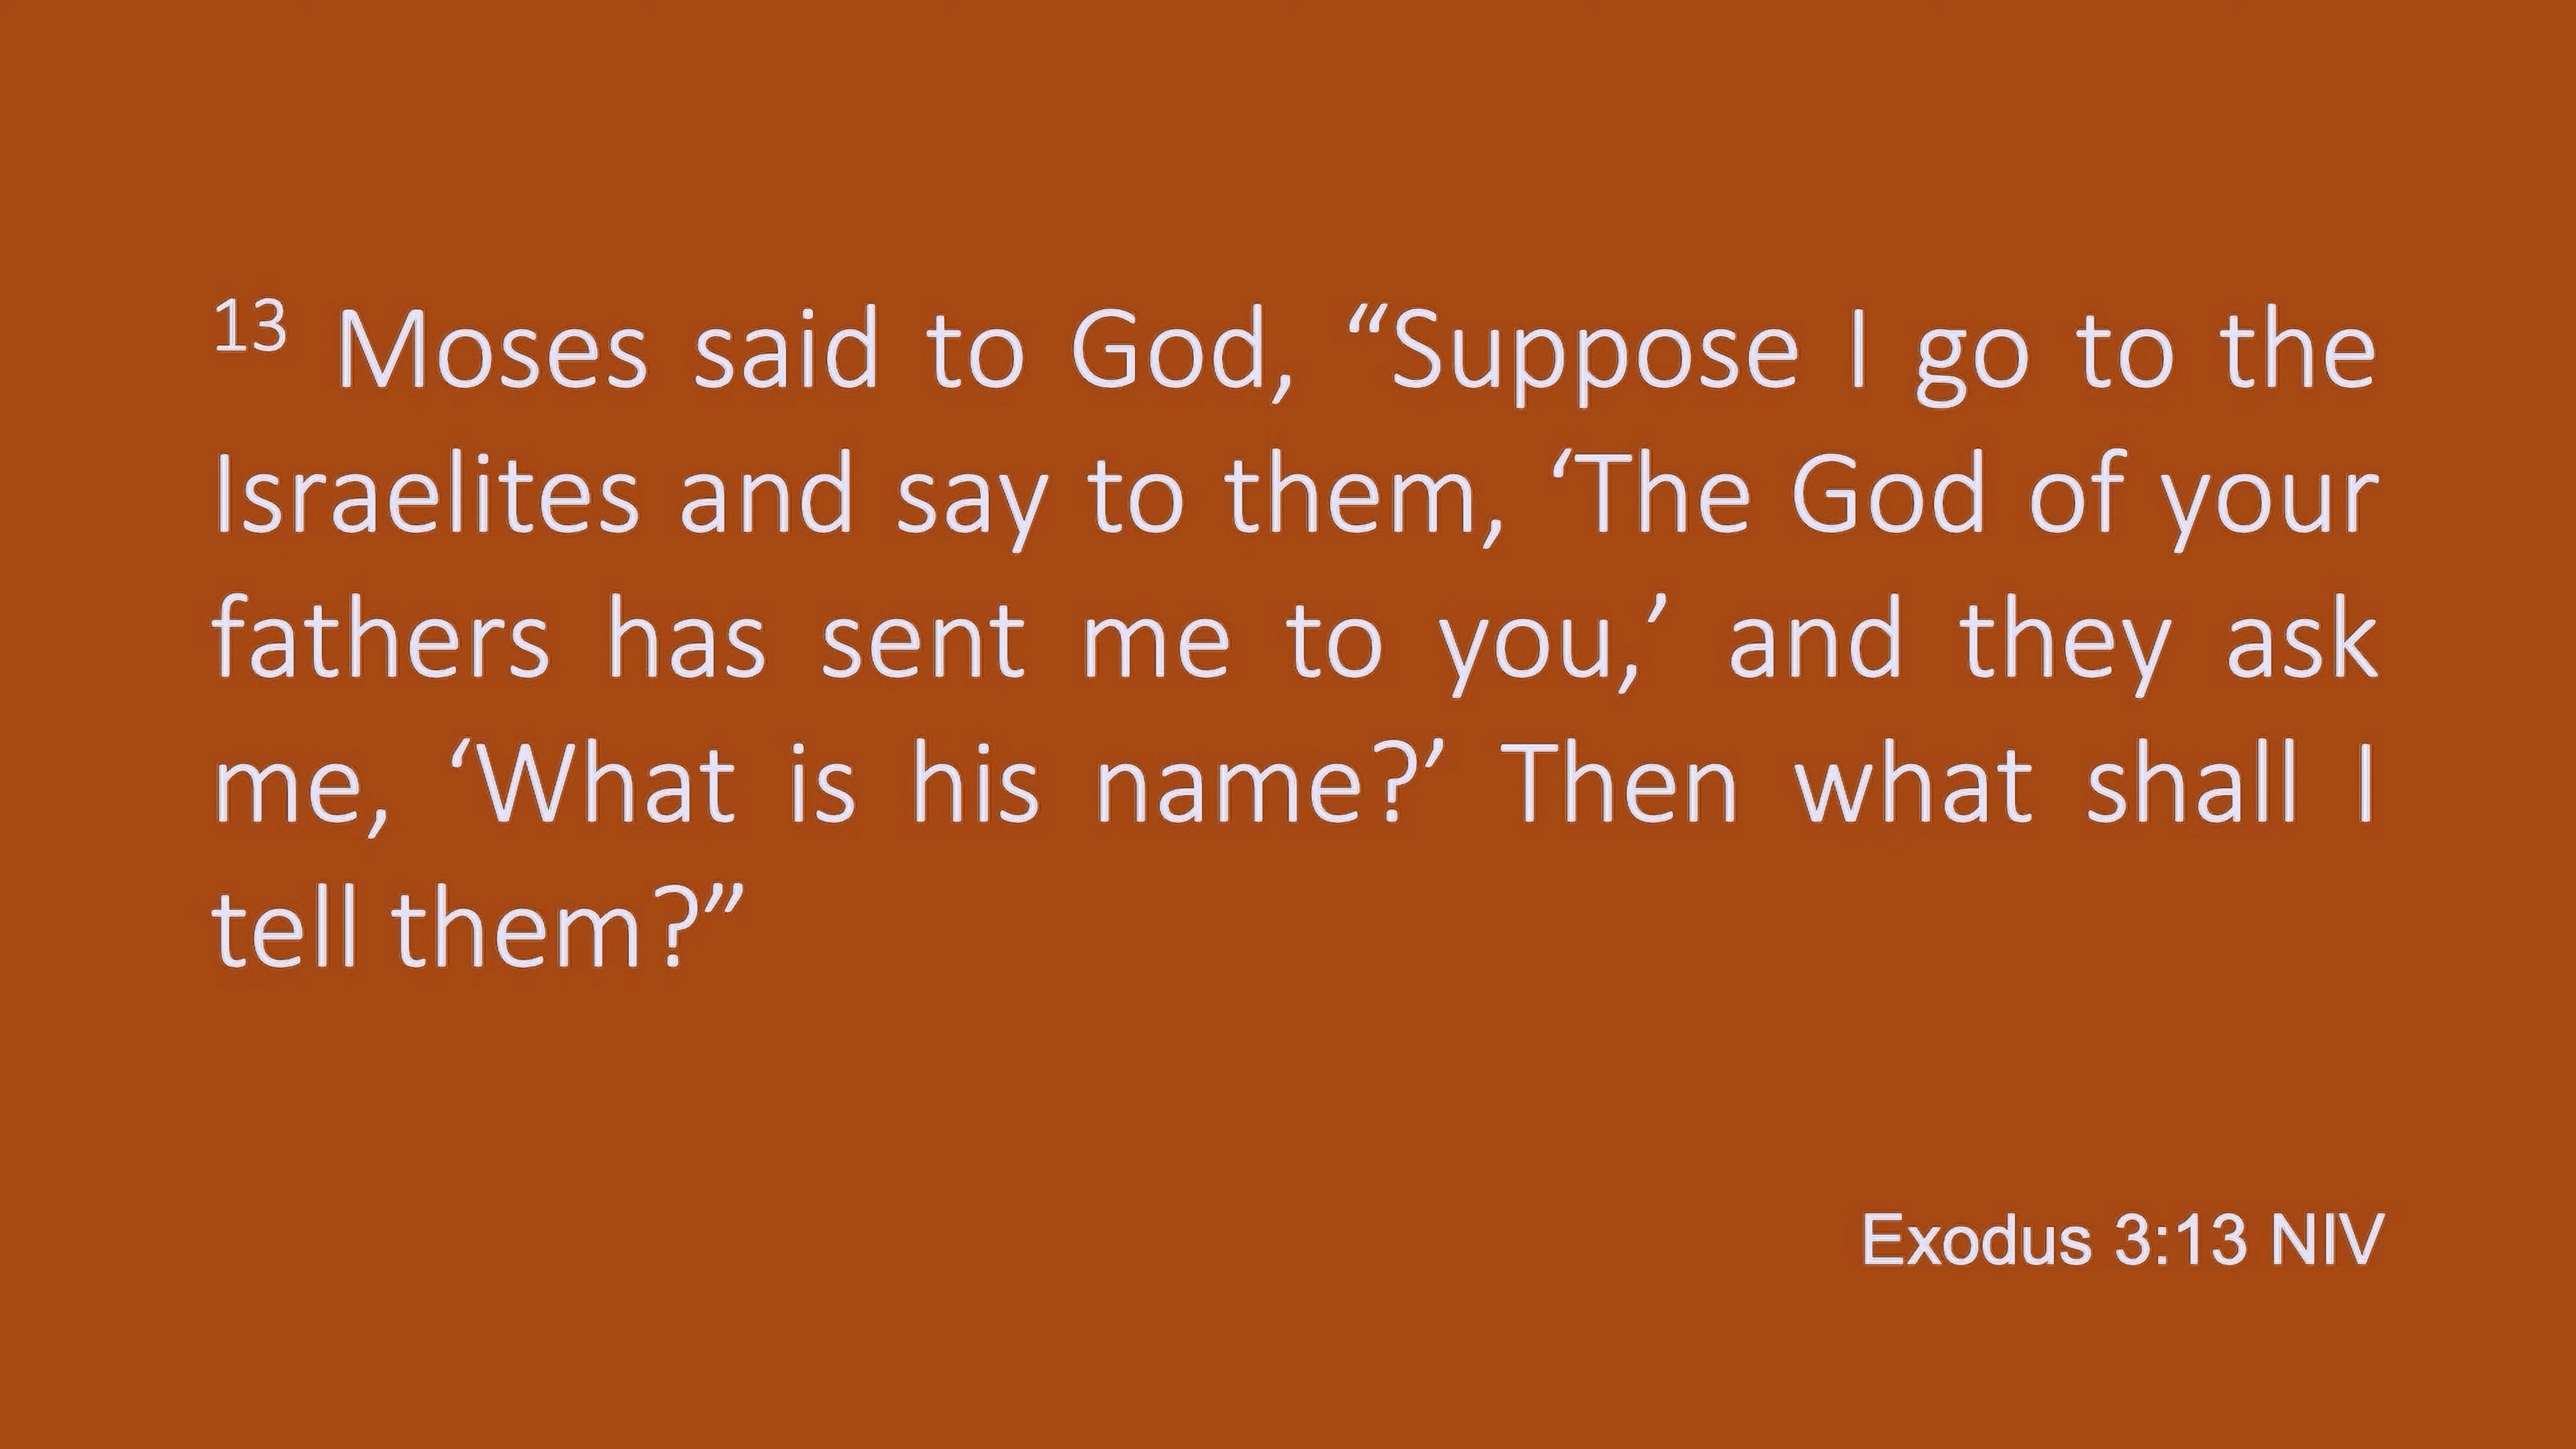 13 Moses said to God, “Suppose I go to the
Israelites and say to them, ‘The God of your
fathers has sent me to you,’ and they ask
me, ‘What is his name?’ Then what shall I
tell them?”
Exodus 3:13 NIV